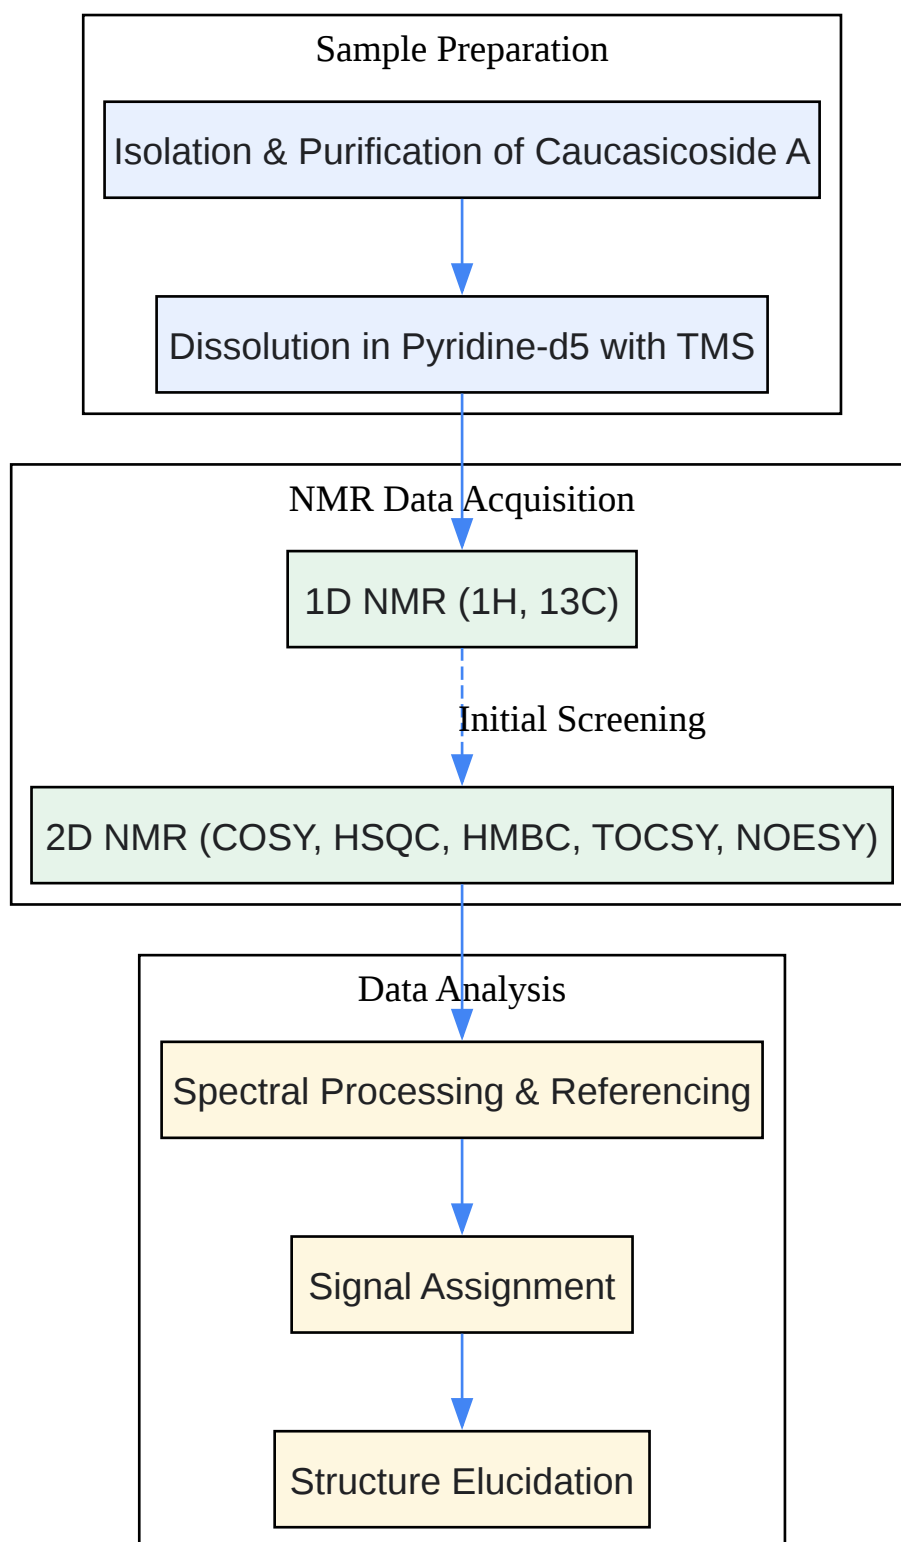 Sample Preparation
Isolation & Purification of Caucasicoside A
Dissolution in Pyridine-d5 with TMS
NMR Data Acquisition
1D NMR (1H, 13C)
Initial Screening
2D NMR (COSY, HSQC, HMBC, TOCSY, NOESY)
Data Analysis
Spectral Processing & Referencing
Signal Assignment
Structure Elucidation